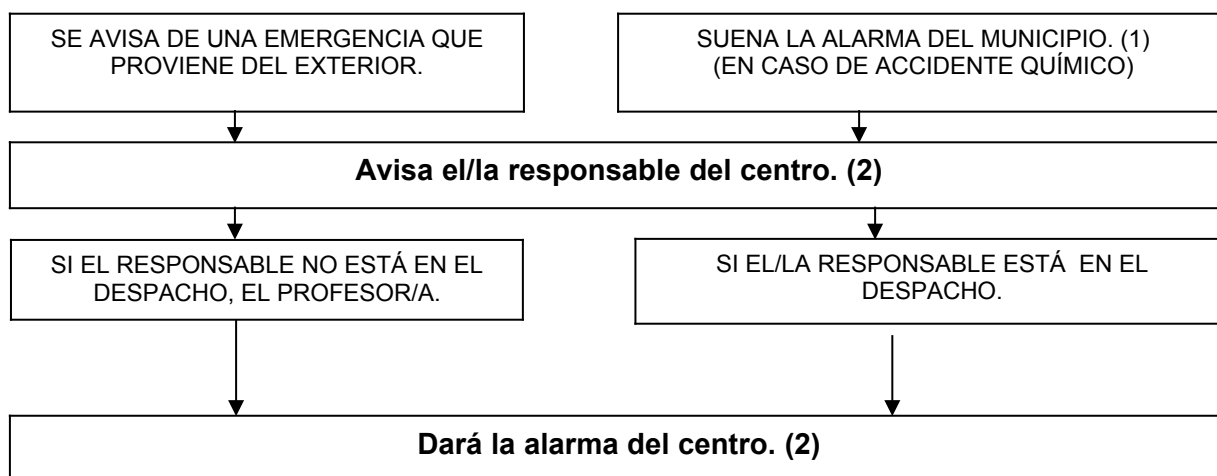 SE AVISA DE UNA EMERGENCIA QUE
PROVIENE DEL EXTERIOR.
SUENA LA ALARMA DEL MUNICIPIO. (1)
(EN CASO DE ACCIDENTE QUÍMICO)
Avisa el/la responsable del centro. (2)
SI EL RESPONSABLE NO ESTÁ EN EL
DESPACHO, EL PROFESOR/A.
SI EL/LA RESPONSABLE ESTÁ EN EL
DESPACHO.
Dará la alarma del centro. (2)